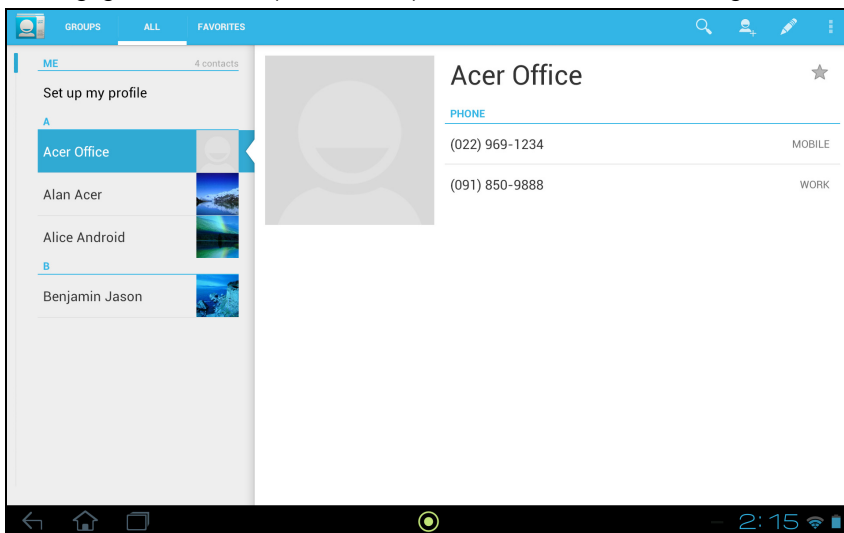 GROUPS ALL FAVORITES
ME 4 contacts
Set up my profile
A
Acer Office
Alan Acer
Alice Android
B
Benjamin Jason
Acer Office
PHONE
(022) 969-1234 MOBILE
(091) 850-9888 WORK
2:15